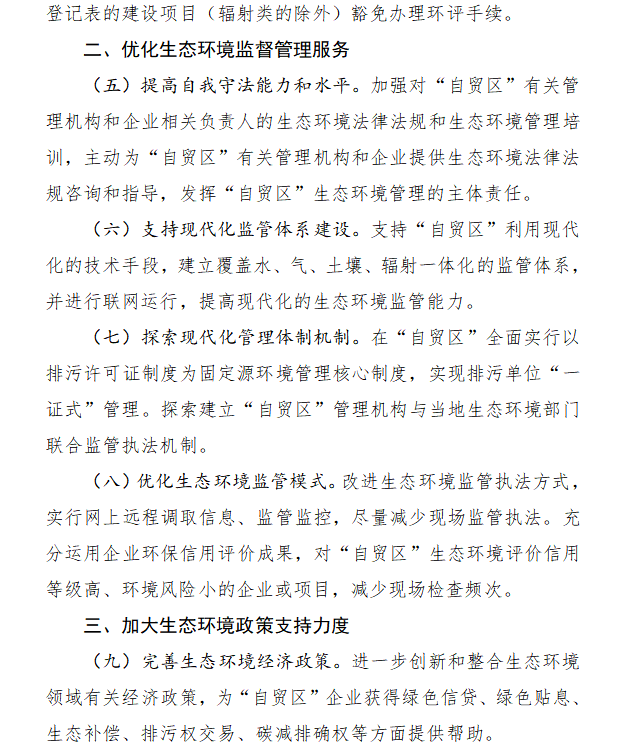 登记表的建设项目（辐射类的除外）豁免办理环评手续。
二、优化生态环境监督管理服务
（五）提高自我守法能力和水平。加强对“自贸区”有关管
理机构和企业相关负责人的生态环境法律法规和生态环境管理培
训，主动为“自贸区”有关管理机构和企业提供生态环境法律法
规咨询和指导，发挥“自贸区”生态环境管理的主体责任。
（六）支持现代化监管体系建设。支持“自贸区”利用现代
化的技术手段，建立覆盖水、气、土壤、辐射一体化的监管体系，
并进行联网运行，提高现代化的生态环境监管能力。
（七）探索现代化管理体制机制。在“自贸区”全面实行以
排污许可证制度为固定源环境管理核心制度，实现排污单位“一
证式”管理。探索建立“自贸区”管理机构与当地生态环境部门
联合监管执法机制。
（八）优化生态环境监管模式。改进生态环境监管执法方式，
实行网上远程调取信息、监管监控，尽量减少现场监管执法。充
分运用企业环保信用评价成果，对“自贸区”生态环境评价信用
等级高、环境风险小的企业或项目，减少现场检查频次。
三、加大生态环境政策支持力度
（九）完善生态环境经济政策。进一步创新和整合生态环境
领域有关经济政策，为“自贸区”企业获得绿色信贷、绿色贴息、
生态补偿、排污权交易、碳减排确权等方面提供帮助。